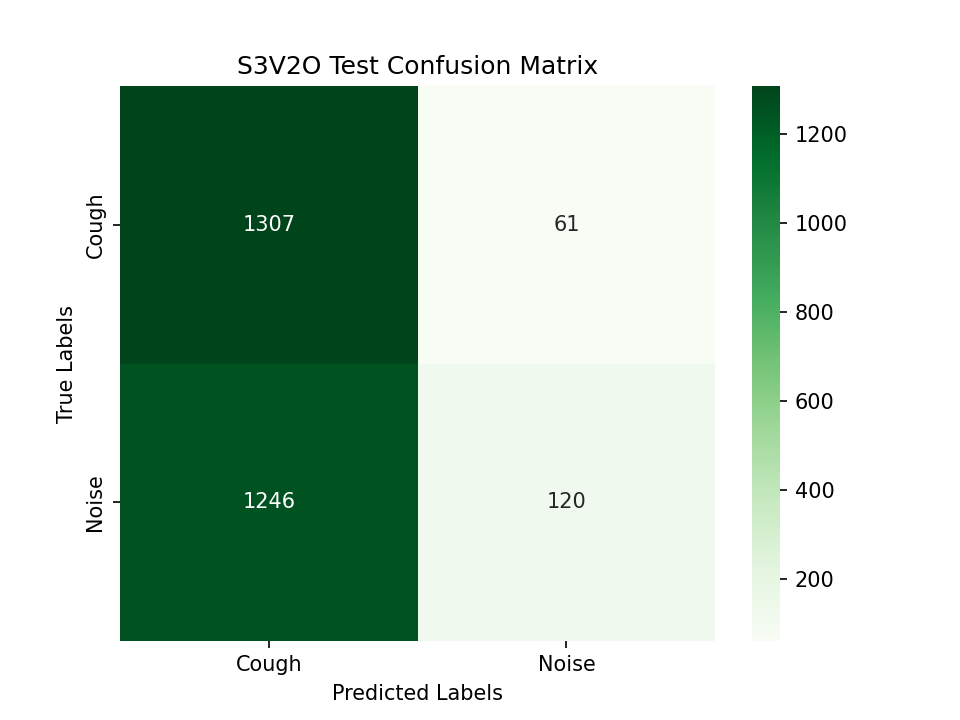 S3V2O Test Confusion Matrix
True Labels
Cough
Noise
1307
61
1246
120
Cough
Noise
Predicted Labels
1200
1000
800
600
400
200